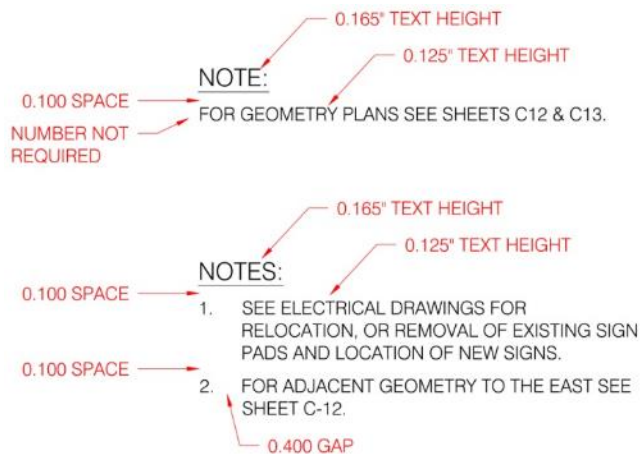 0.165" TEXT HEIGHT
0.125" TEXT HEIGHT
NOTE:
0.100 SPACE
FOR GEOMETRY PLANS SEE SHEETS C12 & C13.
NUMBER NOT
REQUIRED
0.165" TEXT HEIGHT
0.125" TEXT HEIGHT
NOTES:
0.100 SPACE
1. SEE ELECTRICAL DRAWINGS FOR
RELOCATION, OR REMOVAL OF EXISTING SIGN
PADS AND LOCATION OF NEW SIGNS.
0.100 SPACE
2. FOR ADJACENT GEOMETRY TO THE EAST SEE
SHEET C-12.
0.400 GAP